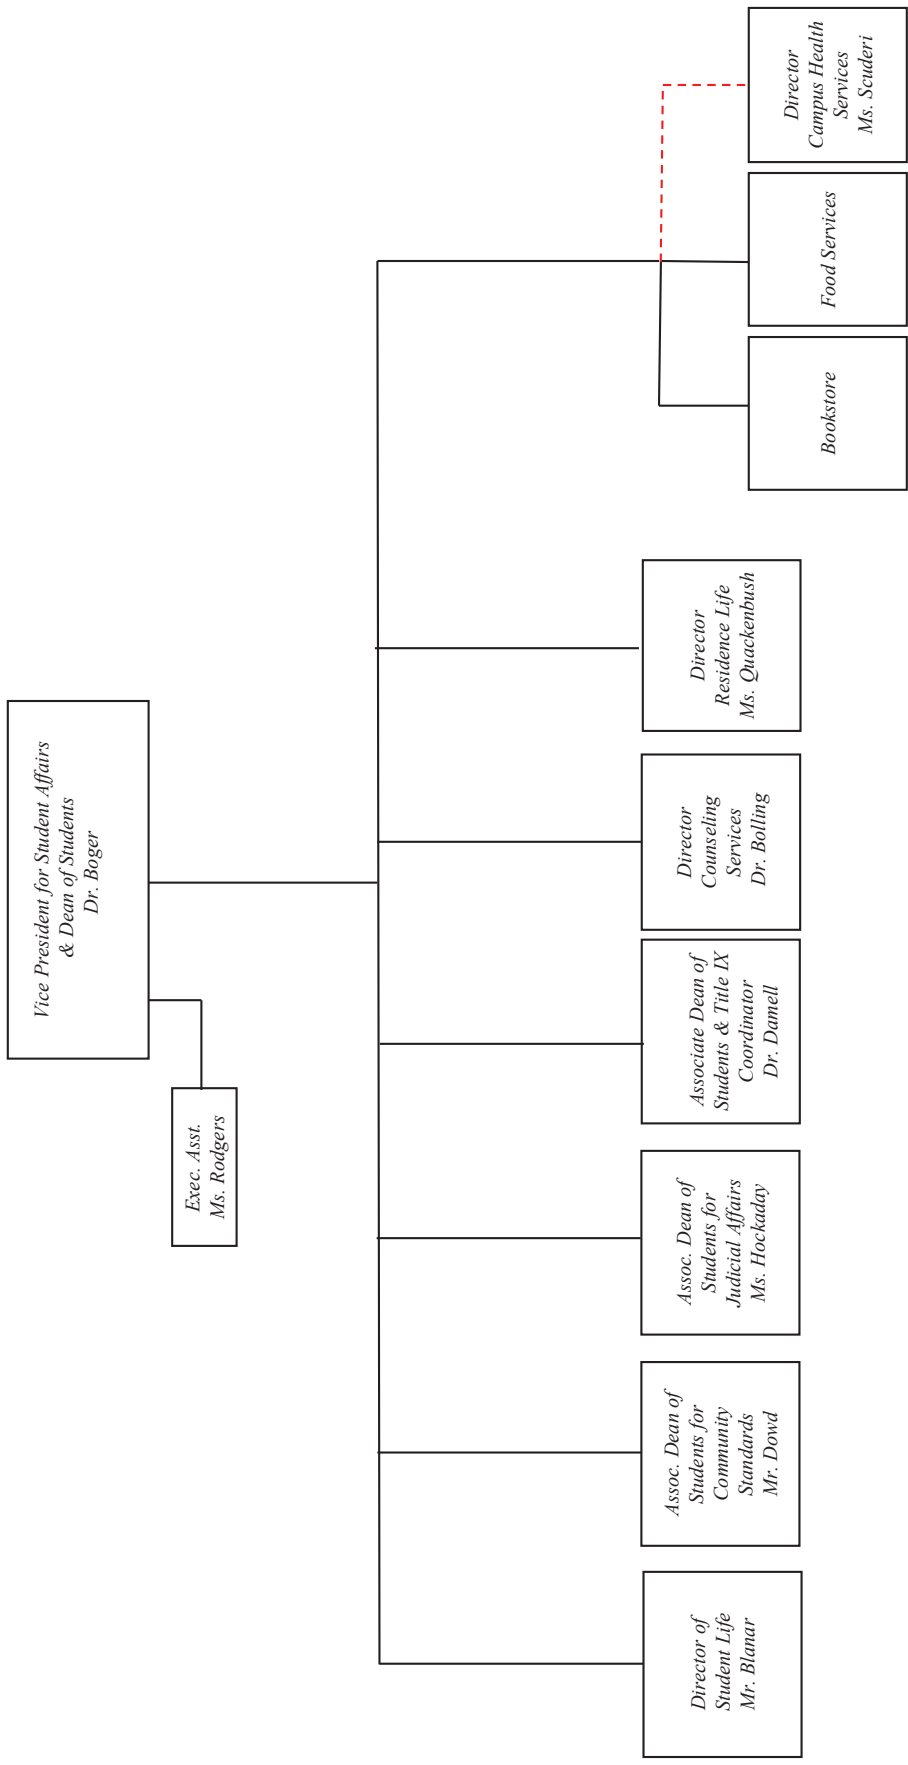 Vice President for Student Affairs
& Dean of Students
Dr. Boger
Exec. Asst.
Ms. Rodgers
Director of
Student Life
Mr. Blanar
Assoc. Dean of
Students for
Community
Standards
Mr. Dowd
Assoc. Dean of
Students for
Judicial Affairs
Ms. Hockaday
Associate Dean of
Students & Title IX
Coordinator
Dr. Damell
Director
Counseling
Services
Dr. Bolling
Director
Residence Life
Ms. Quackenbush
Bookstore
Food Services
Director
Campus Health
Services
Ms. Scuderi